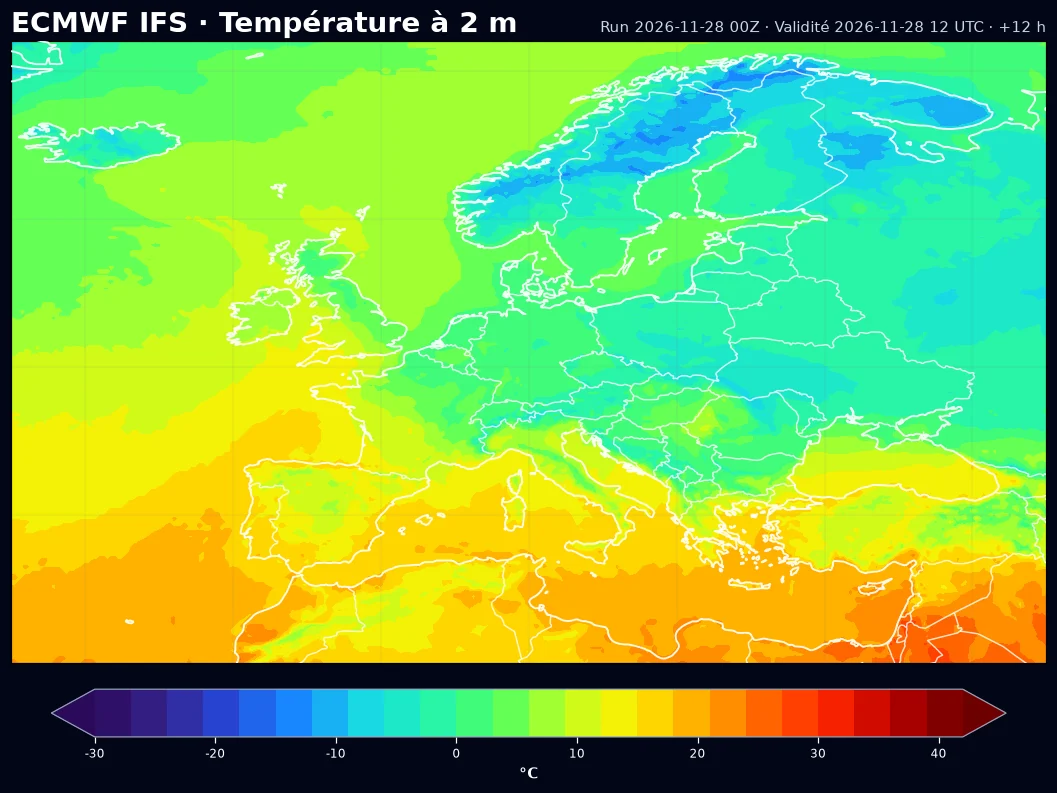 ECMWF IFS · Température à 2 m
Run 2026-11-28 00Z · Validité 2026-11-28 12 UTC · +12 h
-30 -20 -10 0 10 20 30 40
°C